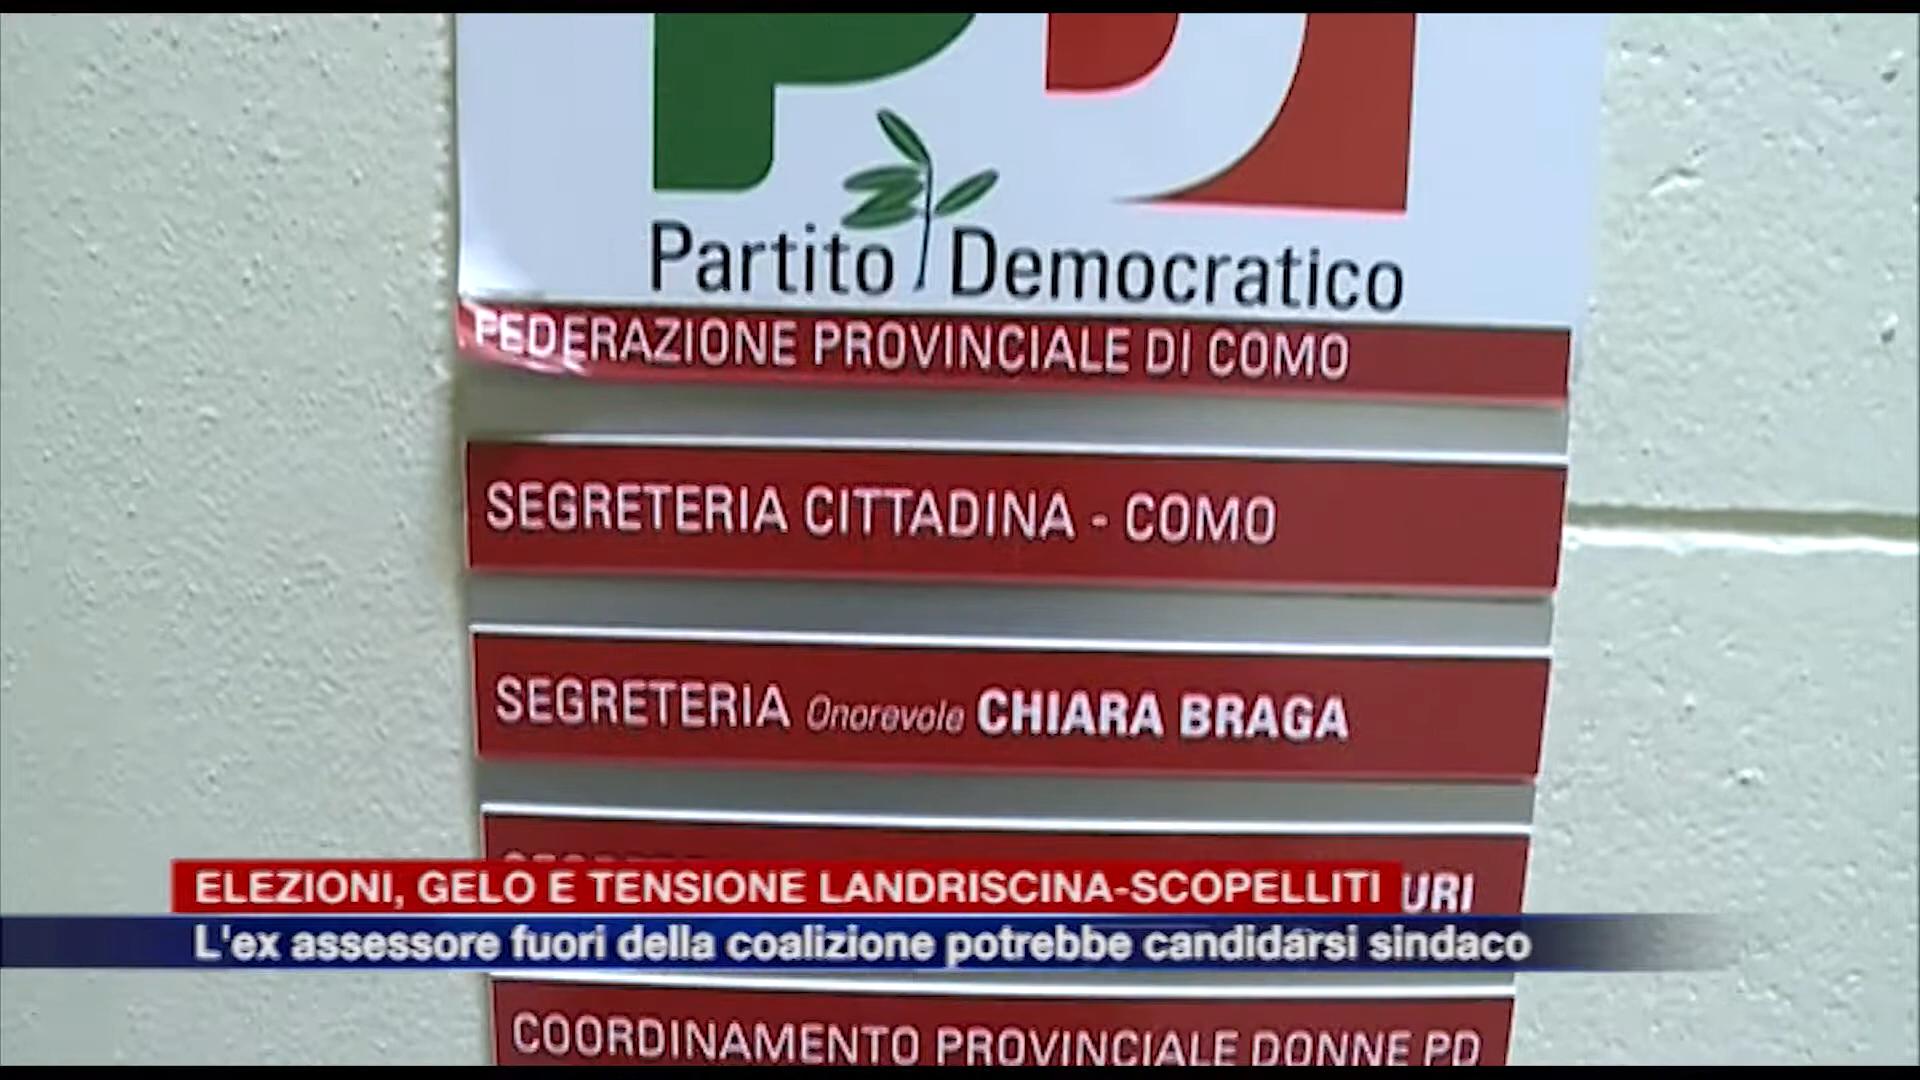 PD
Partito Democratico
FEDERAZIONE PROVINCIALE DI COMO
SEGRETERIA CITTADINA - COMO
SEGRETERIA Onorevole CHIARA BRAGA
ELEZIONI, GELO E TENSIONE LANDRISCINA-SCOPELLITI
L'ex assessore fuori della coalizione potrebbe candidarsi sindaco
COORDINAMENTO PROVINCIALE DONNE PD